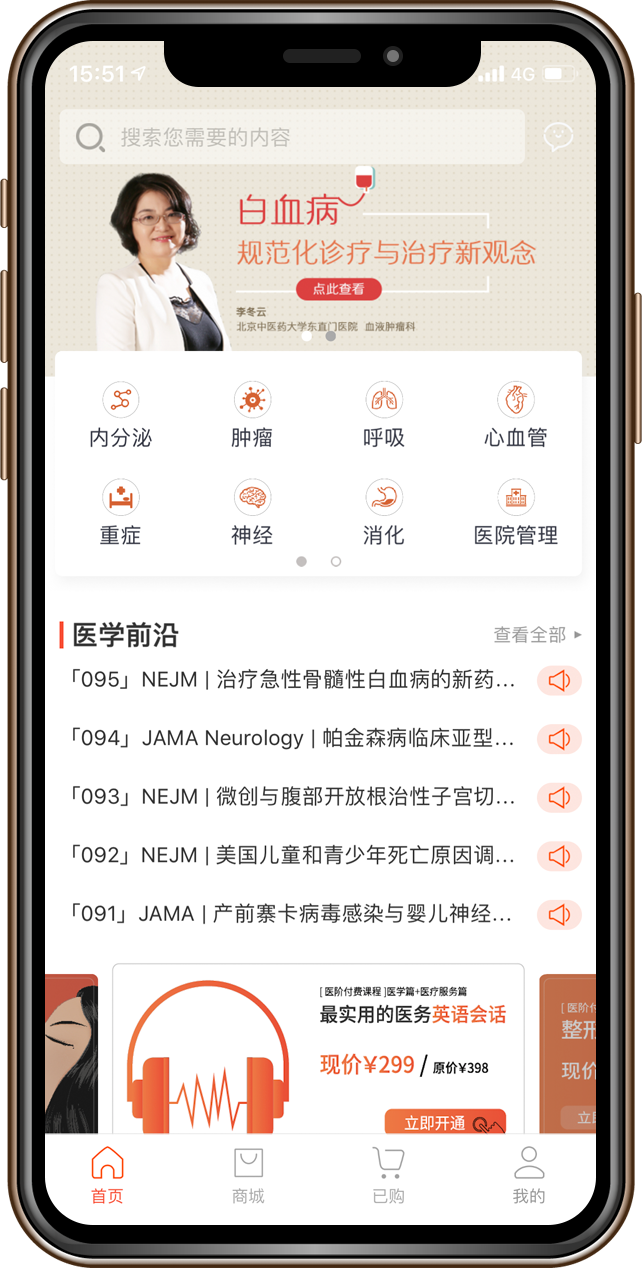 15:51
4G
搜索您需要的内容
白血病
规范化诊疗与治疗新观念
点此查看
李冬云
北京中医药大学东直门医院 血液肿瘤科
内分泌 肿瘤 呼吸 心血管
重症 神经 消化 医院管理
医学前沿
查看全部
「095」NEJM | 治疗急性骨髓性白血病的新药...
「094」JAMA Neurology | 帕金森病临床亚型...
「093」NEJM | 微创与腹部开放根治性子宫切...
「092」NEJM | 美国儿童和青少年死亡原因调...
「091」JAMA | 产前寨卡病毒感染与婴儿神经...
[ 医阶付费课程 ]医学篇+医疗服务篇
最实用的医务英语会话
现价¥299 / 原价¥398
立即开通
[ 医阶付
整形
现价
立
首页 商城 已购 我的